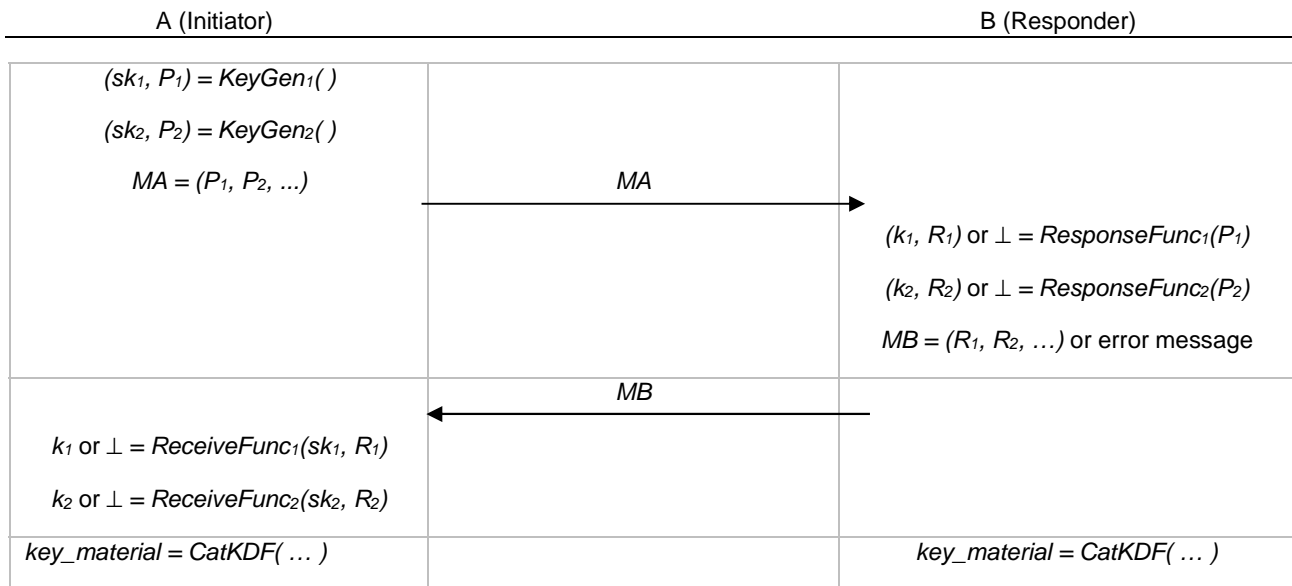 A (Initiator) B (Responder)
(sk₁, P₁) = KeyGen₁( )
(sk₂, P₂) = KeyGen₂( )
MA = (P₁, P₂, ...) MA
(k₁, R₁) or ⊥ = ResponseFunc₁(P₁)
(k₂, R₂) or ⊥ = ResponseFunc₂(P₂)
MB = (R₁, R₂, …) or error message
MB
k₁ or ⊥ = ReceiveFunc₁(sk₁, R₁)
k₂ or ⊥ = ReceiveFunc₂(sk₂, R₂)
key_material = CatKDF( … ) key_material = CatKDF( … )